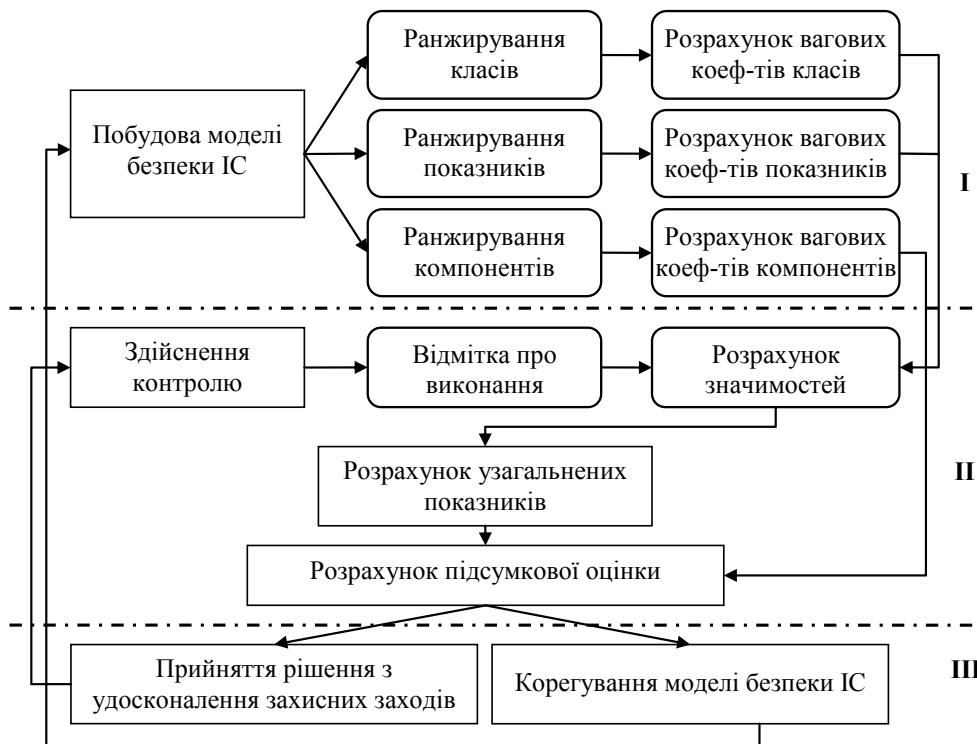 Побудова моделі
безпеки ІС
Ранжирування
класів
Розрахунок вагових
коеф-тів класів
Ранжирування
показників
Розрахунок вагових
коеф-тів показників
Ранжирування
компонентів
Розрахунок вагових
коеф-тів компонентів
I
Здійснення
контролю
Відмітка про
виконання
Розрахунок
значимостей
Розрахунок узагальнених
показників
II
Розрахунок підсумкової оцінки
Прийняття рішення з
удосконалення захисних заходів
Корегування моделі безпеки ІС
III